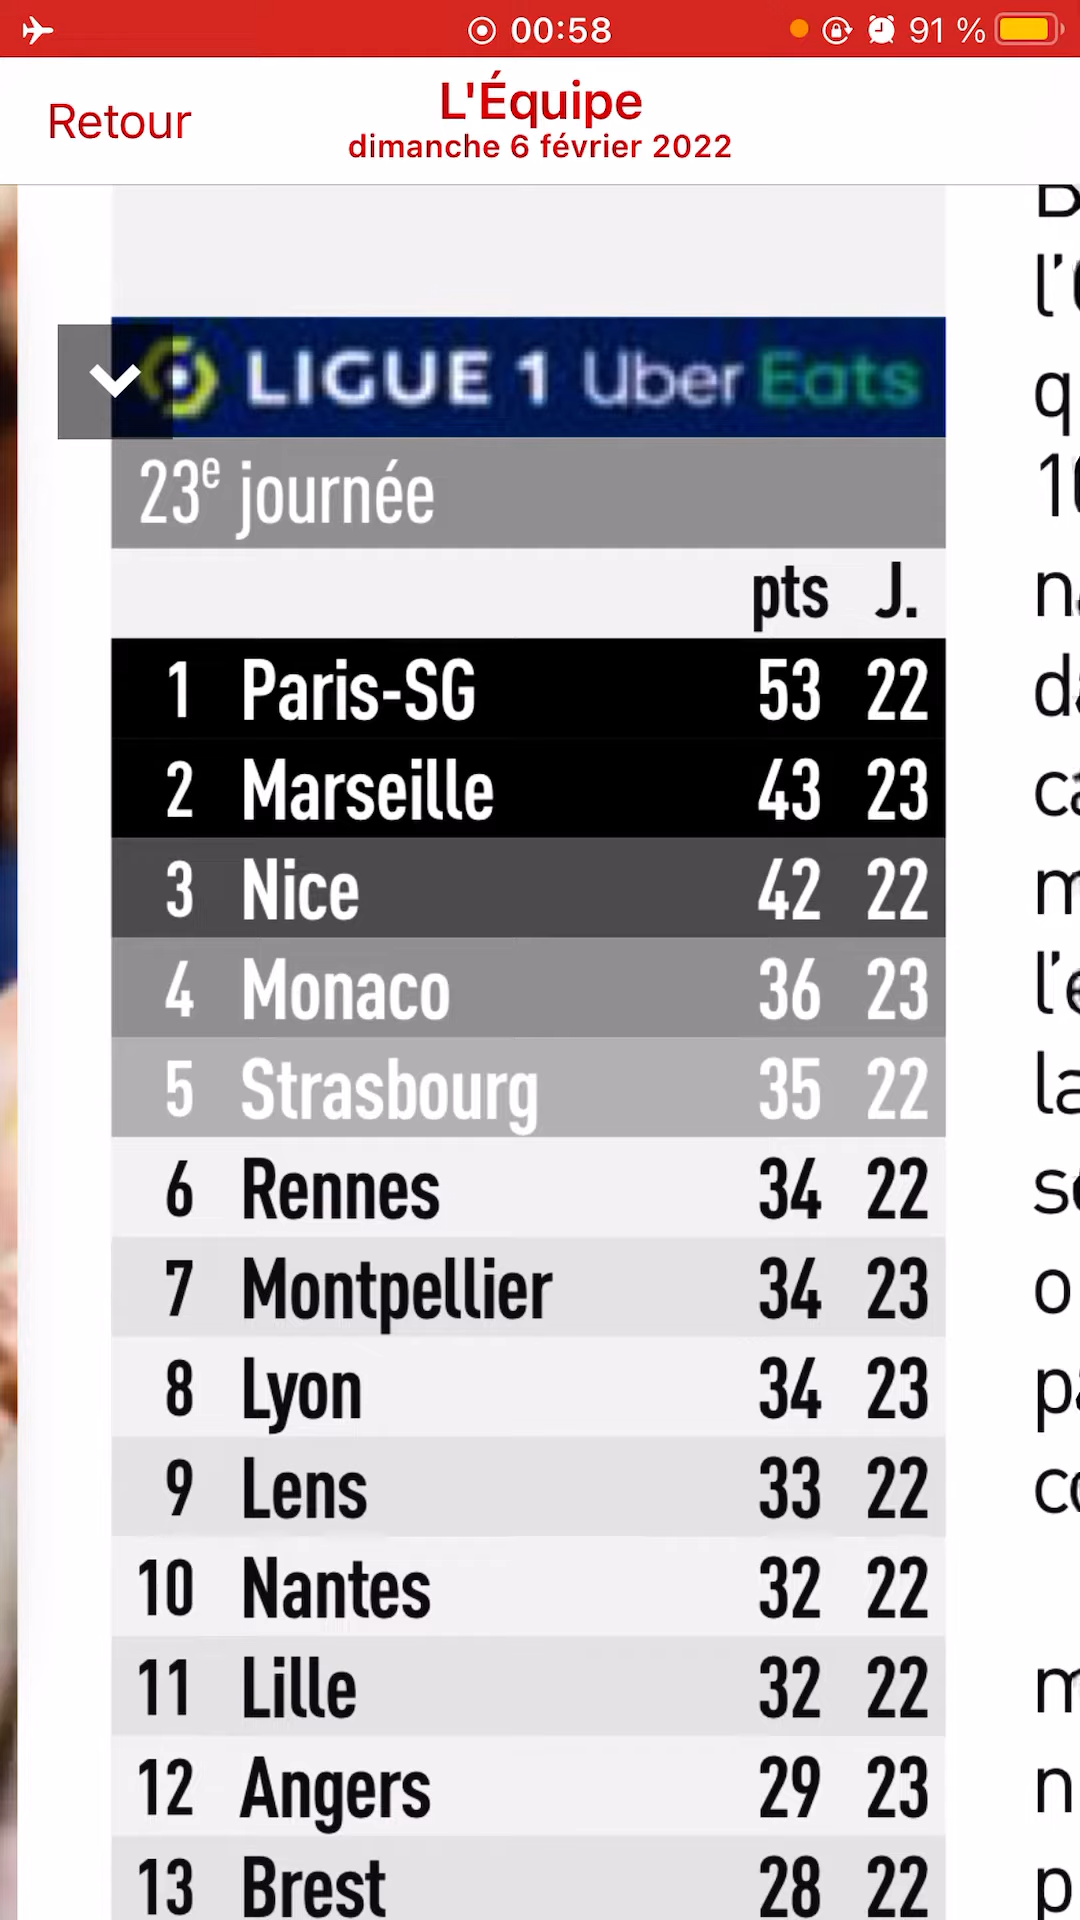 00:58 91 %
Retour
L'Équipe
dimanche 6 février 2022
LIGUE 1 Uber Eats
23e journée
pts J.
1 Paris-SG 53 22
2 Marseille 43 23
3 Nice 42 22
4 Monaco 36 23
5 Strasbourg 35 22
6 Rennes 34 22
7 Montpellier 34 23
8 Lyon 34 23
9 Lens 33 22
10 Nantes 32 22
11 Lille 32 22
12 Angers 29 23
13 Brest 28 22